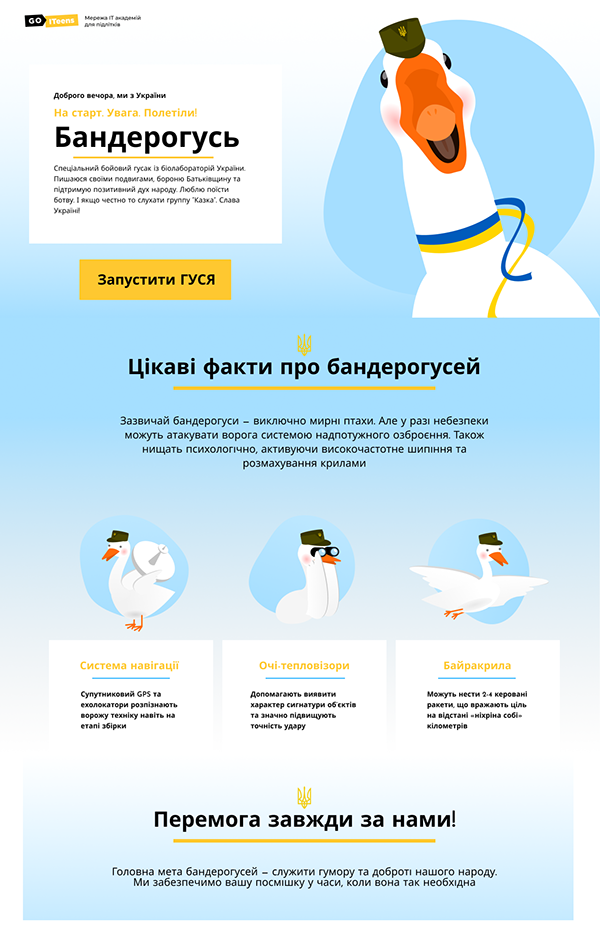 GO ITeens
Мережа IT академій
для підлітків
Доброго вечора, ми з України
На старт. Увага. Полетіли!
Бандерогусь
Спеціальний бойовий гусак із біолабораторій України.
Пишаюся своїми подвигами, бороню Батьківщину та
підтримую позитивний дух народу. Люблю поїсти
ботву. І якщо честно то слухати группу "Казка". Слава
Україні!
Запустити ГУСЯ
Цікаві факти про бандерогусей
Зазвичай бандерогуси – виключно мирні птахи. Але у разі небезпеки
можуть атакувати ворога системою надпотужного озброєння. Також
нищать психологічно, активуючи високочастотне шипіння та
розмахування крилами
Система навігації
Супутниковий GPS та
ехолокатори розпізнають
ворожу техніку навіть на
етапі збірки
Очі-тепловізори
Допомагають виявити
характер сигнатури об'єктів
та значно підвищують
точність удару
Байракрила
Можуть нести 2-4 керовані
ракети, що вражають ціль
на відстані «ніхріна собі»
кілометрів
Перемога завжди за нами!
Головна мета бандерогусей – служити гумору та доброті нашого народу.
Ми забезпечимо вашу посмішку у часи, коли вона так необхідна